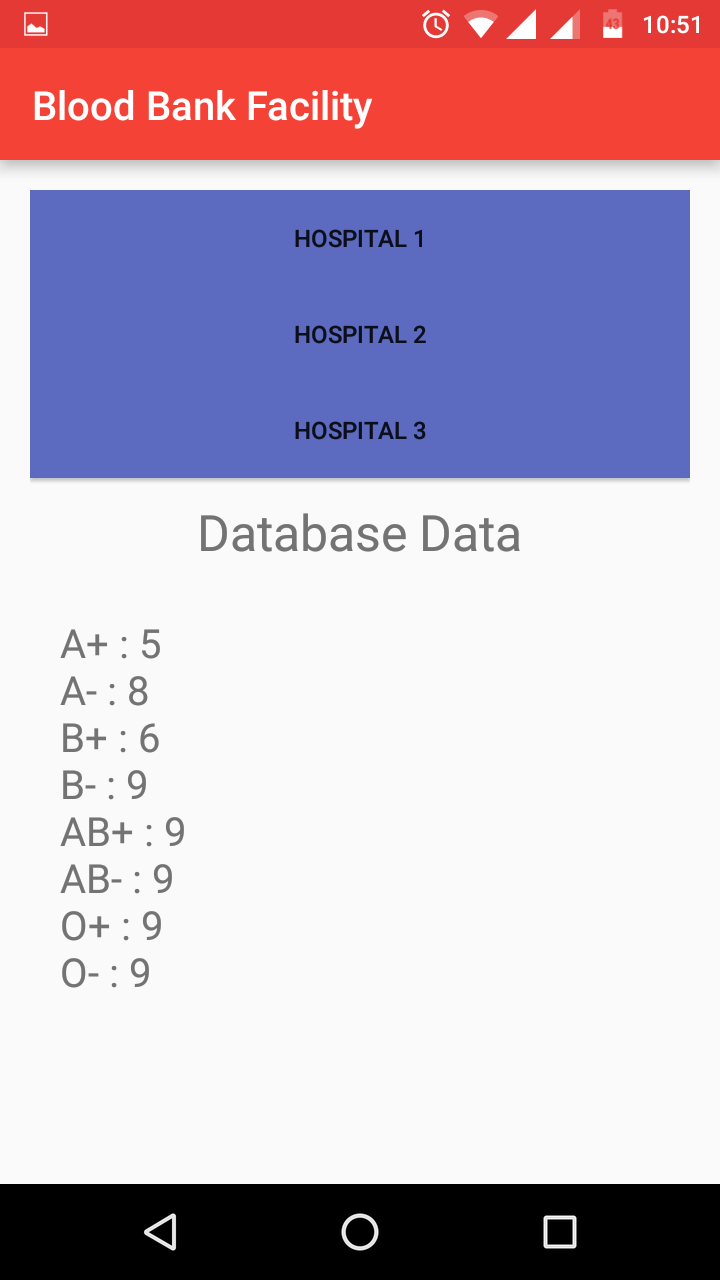 43 10:51
Blood Bank Facility
HOSPITAL 1
HOSPITAL 2
HOSPITAL 3
Database Data
A+ : 5
A- : 8
B+ : 6
B- : 9
AB+ : 9
AB- : 9
O+ : 9
O- : 9